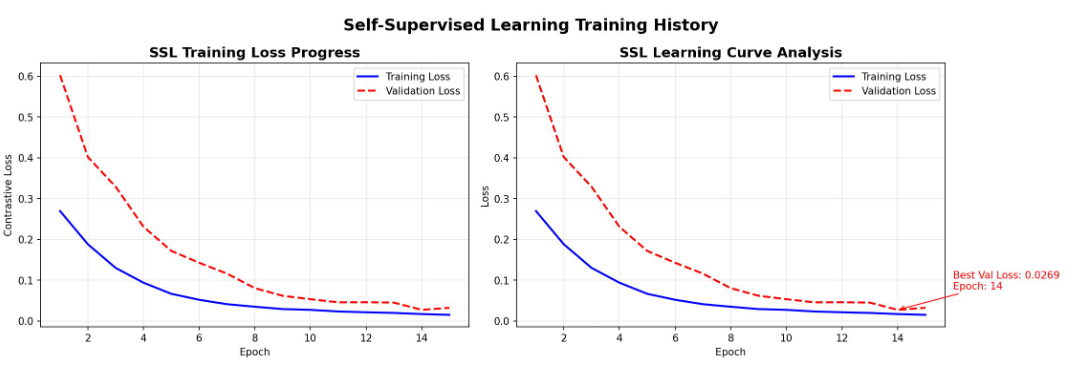 Self-Supervised Learning Training History
SSL Training Loss Progress
Contrastive Loss
0.6
0.5
0.4
0.3
0.2
0.1
0.0
Training Loss
Validation Loss
2 4 6 8 10 12 14
Epoch
SSL Learning Curve Analysis
Loss
0.6
0.5
0.4
0.3
0.2
0.1
0.0
Training Loss
Validation Loss
Best Val Loss: 0.0269
Epoch: 14
2 4 6 8 10 12 14
Epoch